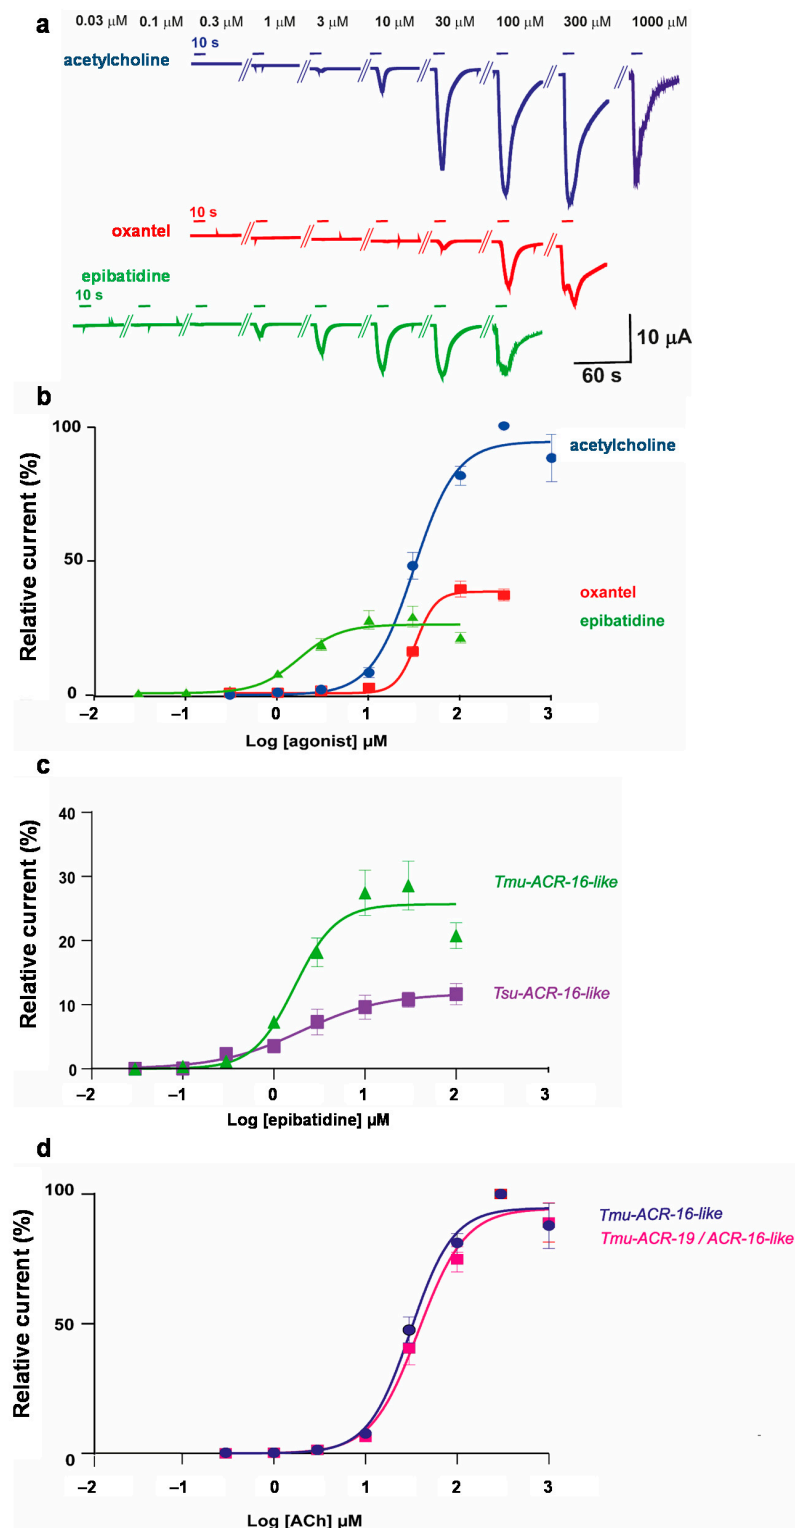 a
0.03 µM 0.1 µM 0.3 µM 1 µM 3 µM 10 µM 30 µM 100 µM 300 µM 1000 µM
10 s
acetylcholine
10 s
oxantel
epibatidine
10 s
10 µA
60 s
b
Relative current (%)
100
50
0
acetylcholine
oxantel
epibatidine
–2 –1 0 1 2 3
Log [agonist] µM
c
Relative current (%)
40
30
20
10
0
Tmu-ACR-16-like
Tsu-ACR-16-like
–2 –1 0 1 2 3
Log [epibatidine] µM
d
Relative current (%)
100
50
0
Tmu-ACR-16-like
Tmu-ACR-19 / ACR-16-like
–2 –1 0 1 2 3
Log [ACh] µM